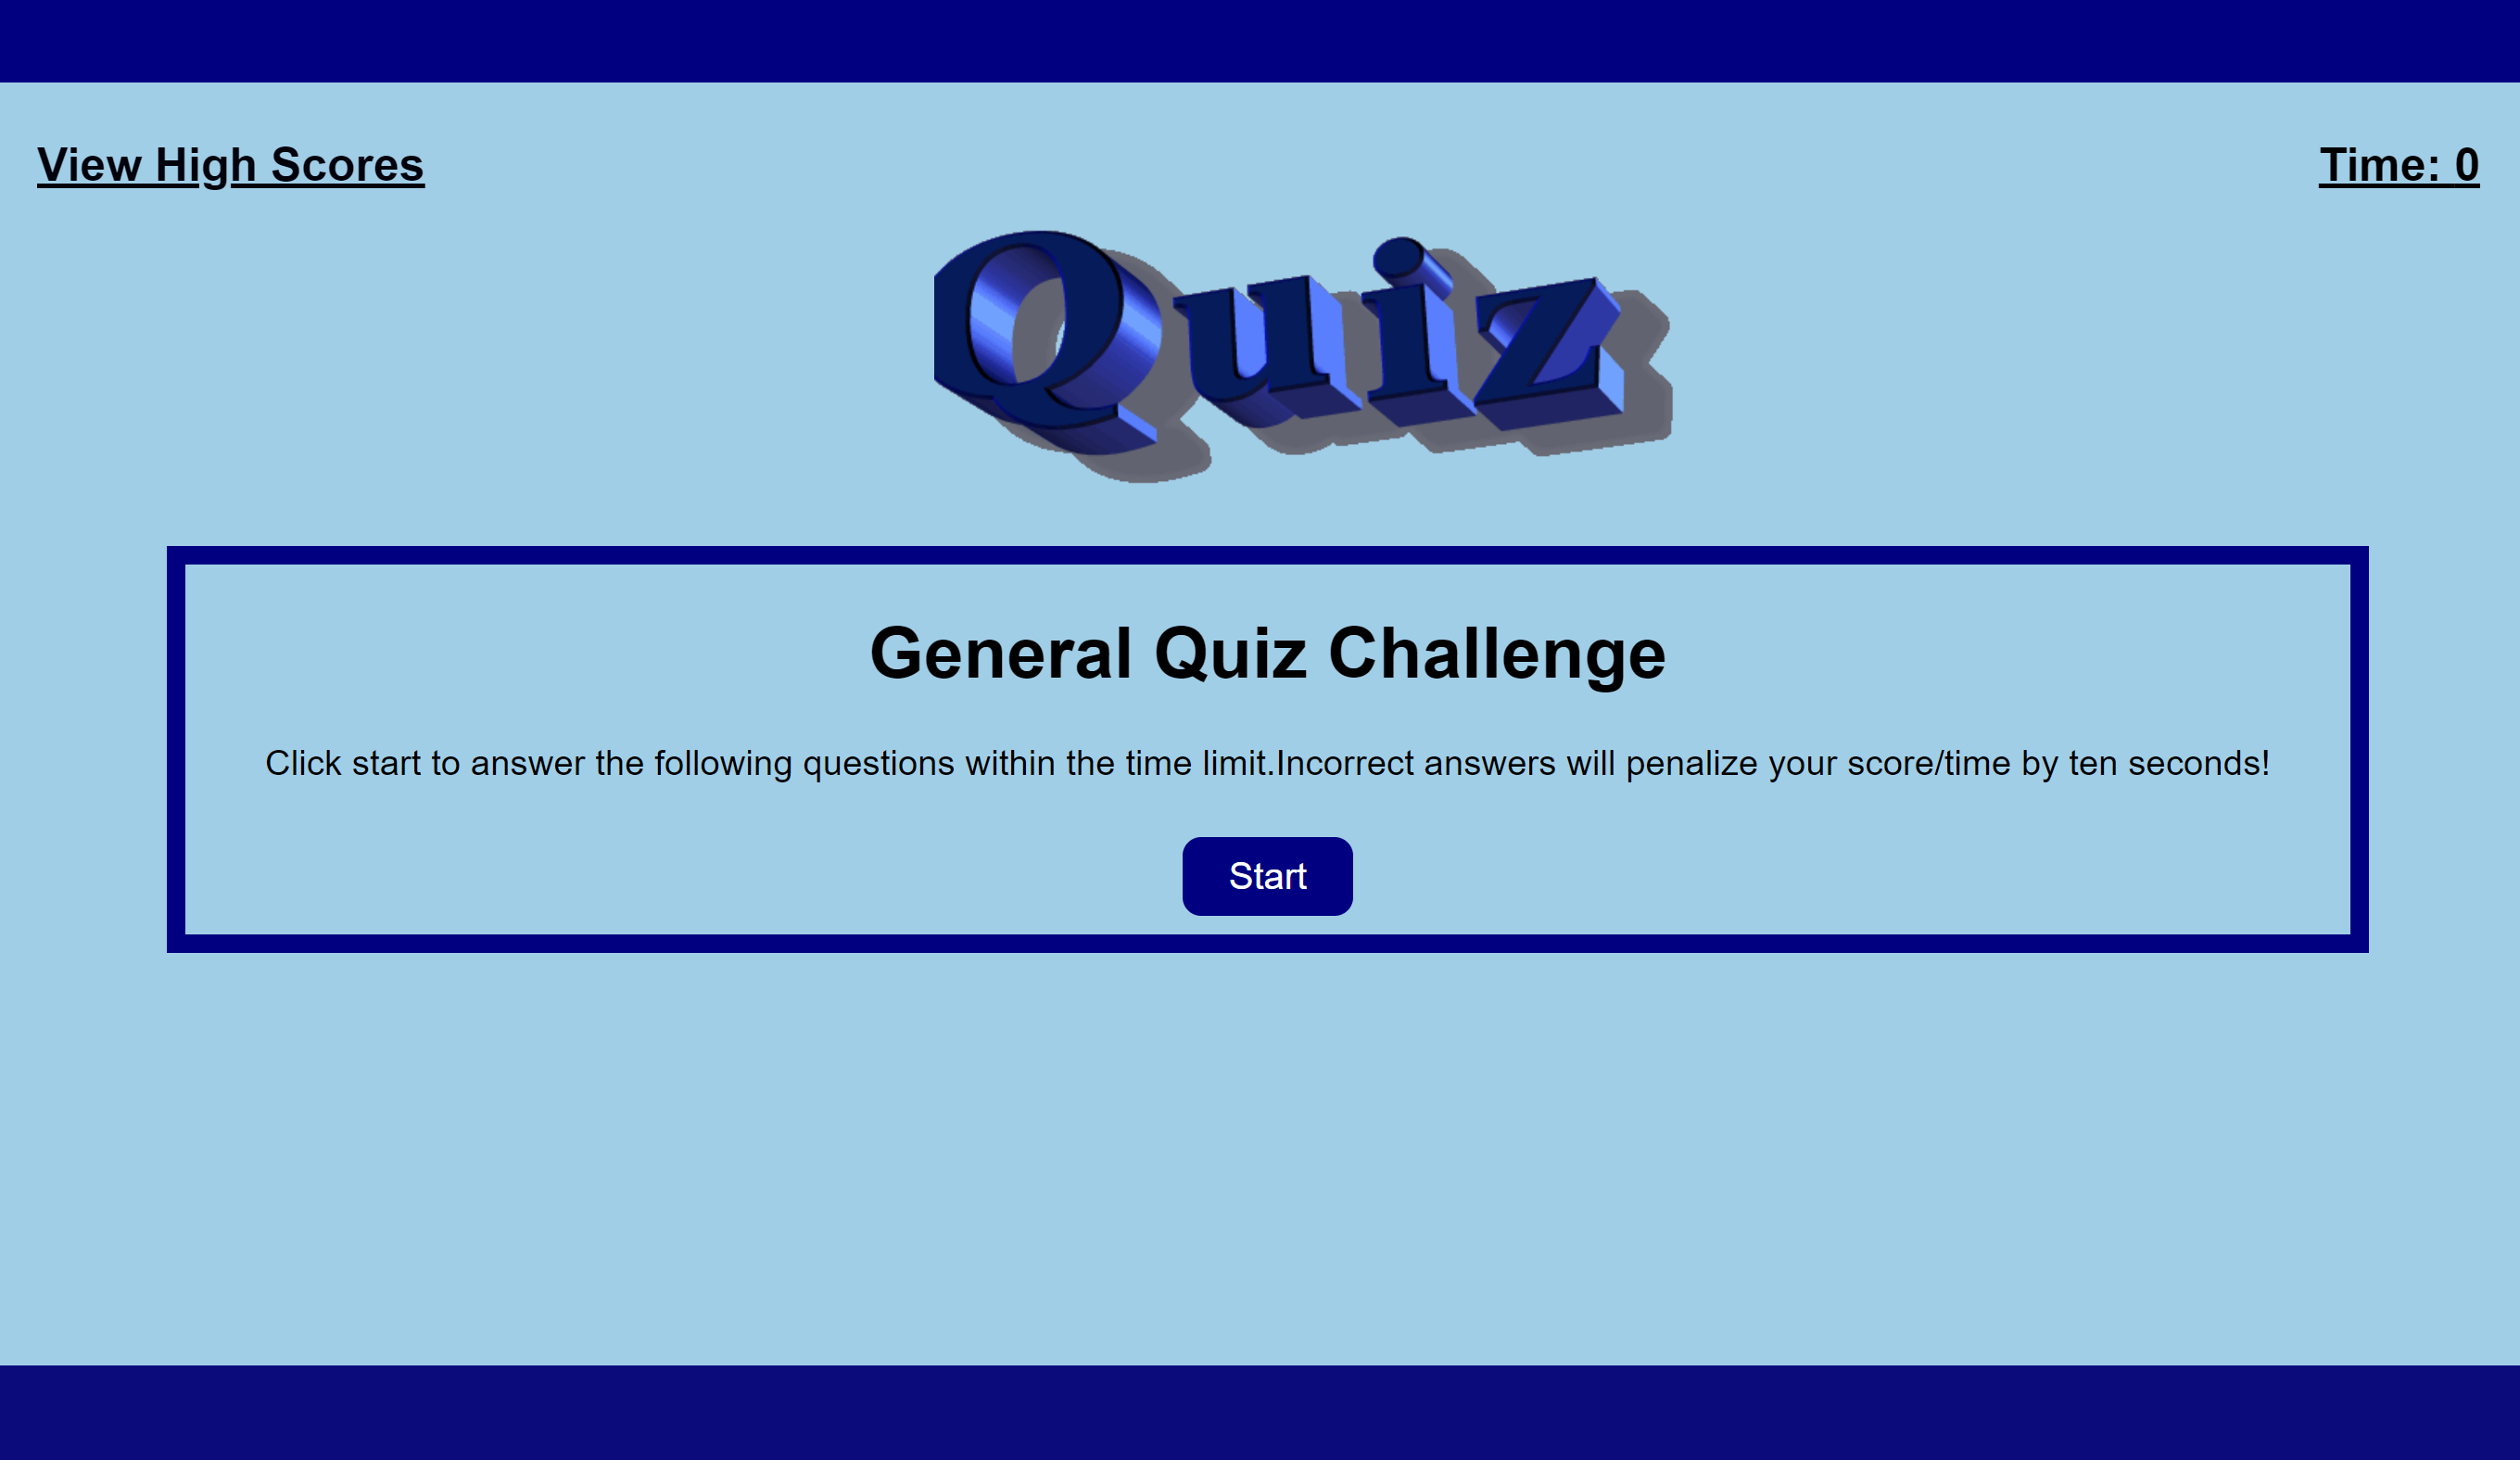 View High Scores
Time: 0
Quiz
General Quiz Challenge
Click start to answer the following questions within the time limit.Incorrect answers will penalize your score/time by ten seconds!
Start